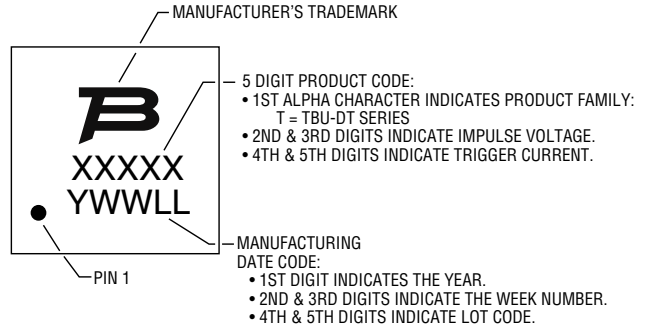 MANUFACTURER'S TRADEMARK
5 DIGIT PRODUCT CODE:
• 1ST ALPHA CHARACTER INDICATES PRODUCT FAMILY:
T = TBU-DT SERIES
• 2ND & 3RD DIGITS INDICATE IMPULSE VOLTAGE.
• 4TH & 5TH DIGITS INDICATE TRIGGER CURRENT.
XXXXX
YWWLL
MANUFACTURING
DATE CODE:
• 1ST DIGIT INDICATES THE YEAR.
• 2ND & 3RD DIGITS INDICATE THE WEEK NUMBER.
• 4TH & 5TH DIGITS INDICATE LOT CODE.
PIN 1